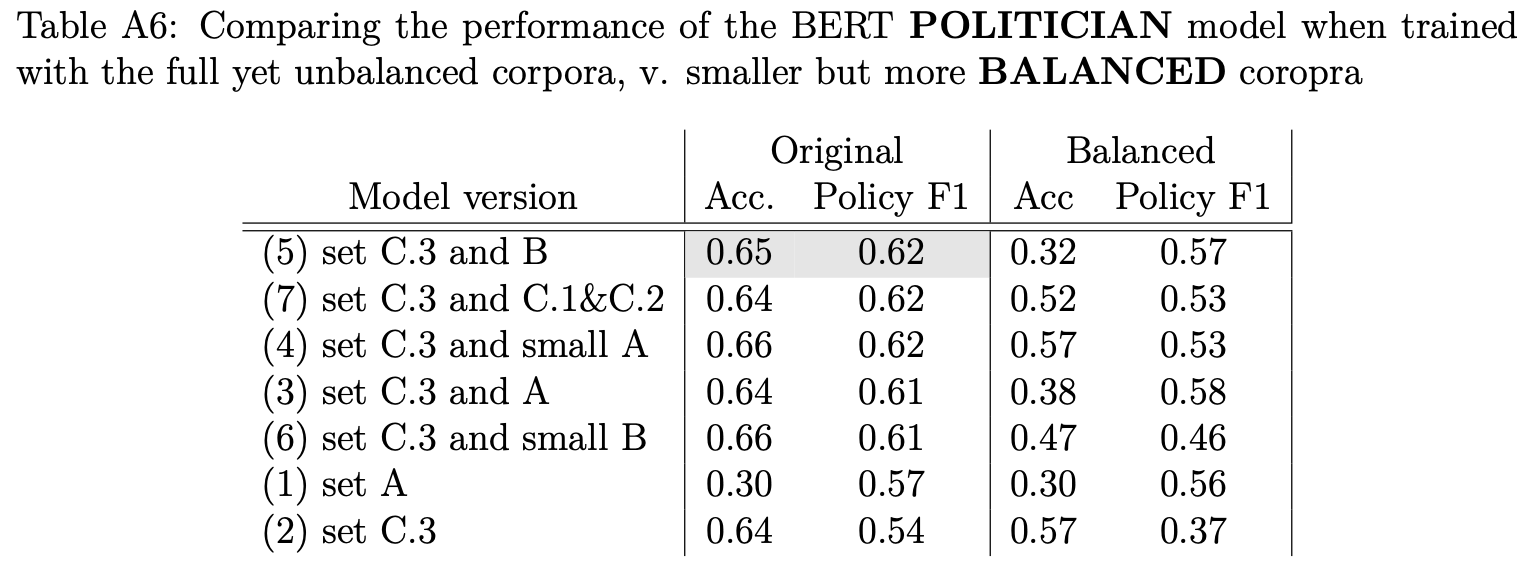 Table A6: Comparing the performance of the BERT POLITICIAN model when trained
with the full yet unbalanced corpora, v. smaller but more BALANCED coropra
Original Balanced
Model version Acc. Policy F1 Acc Policy F1
(5) set C.3 and B 0.65 0.62 0.32 0.57
(7) set C.3 and C.1&C.2 0.64 0.62 0.52 0.53
(4) set C.3 and small A 0.66 0.62 0.57 0.53
(3) set C.3 and A 0.64 0.61 0.38 0.58
(6) set C.3 and small B 0.66 0.61 0.47 0.46
(1) set A 0.30 0.57 0.30 0.56
(2) set C.3 0.64 0.54 0.57 0.37